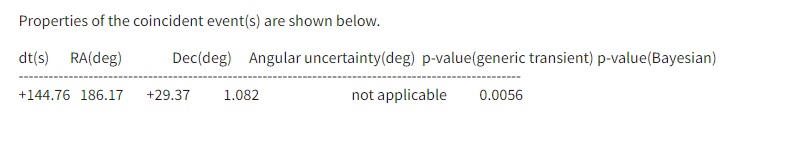 Properties of the coincident event(s) are shown below.
dt(s) RA(deg) Dec(deg) Angular uncertainty(deg) p-value(generic transient) p-value(Bayesian)
--------------------------------------------------------------------------------------------------------------
+144.76 186.17 +29.37 1.082 not applicable 0.0056